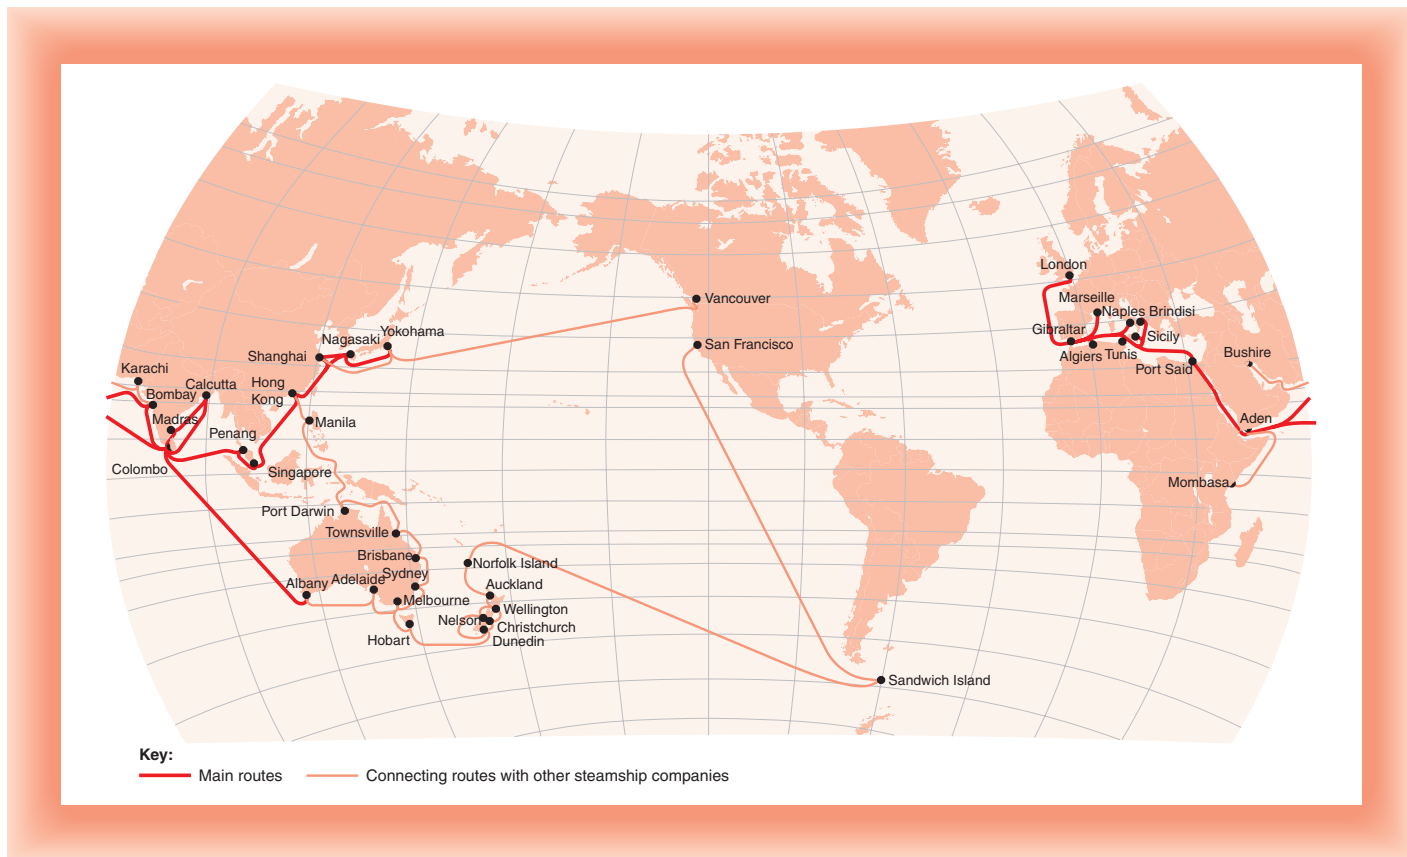 London
Vancouver
Marseille
Naples
Brindisi
Gibraltar
Yokohama
Nagasaki
Sicily
San Francisco
Shanghai
Algiers
Tunis
Bushire
Port Said
Karachi
Hong
Kong
Calcutta
Bombay
Madras
Manila
Aden
Penang
Colombo
Singapore
Mombasa
Port Darwin
Townsville
Brisbane
Norfolk Island
Sydney
Albany
Adelaide
Auckland
Melbourne
Wellington
Nelson
Christchurch
Hobart
Dunedin
Sandwich Island
Key:
Main routes
Connecting routes with other steamship companies